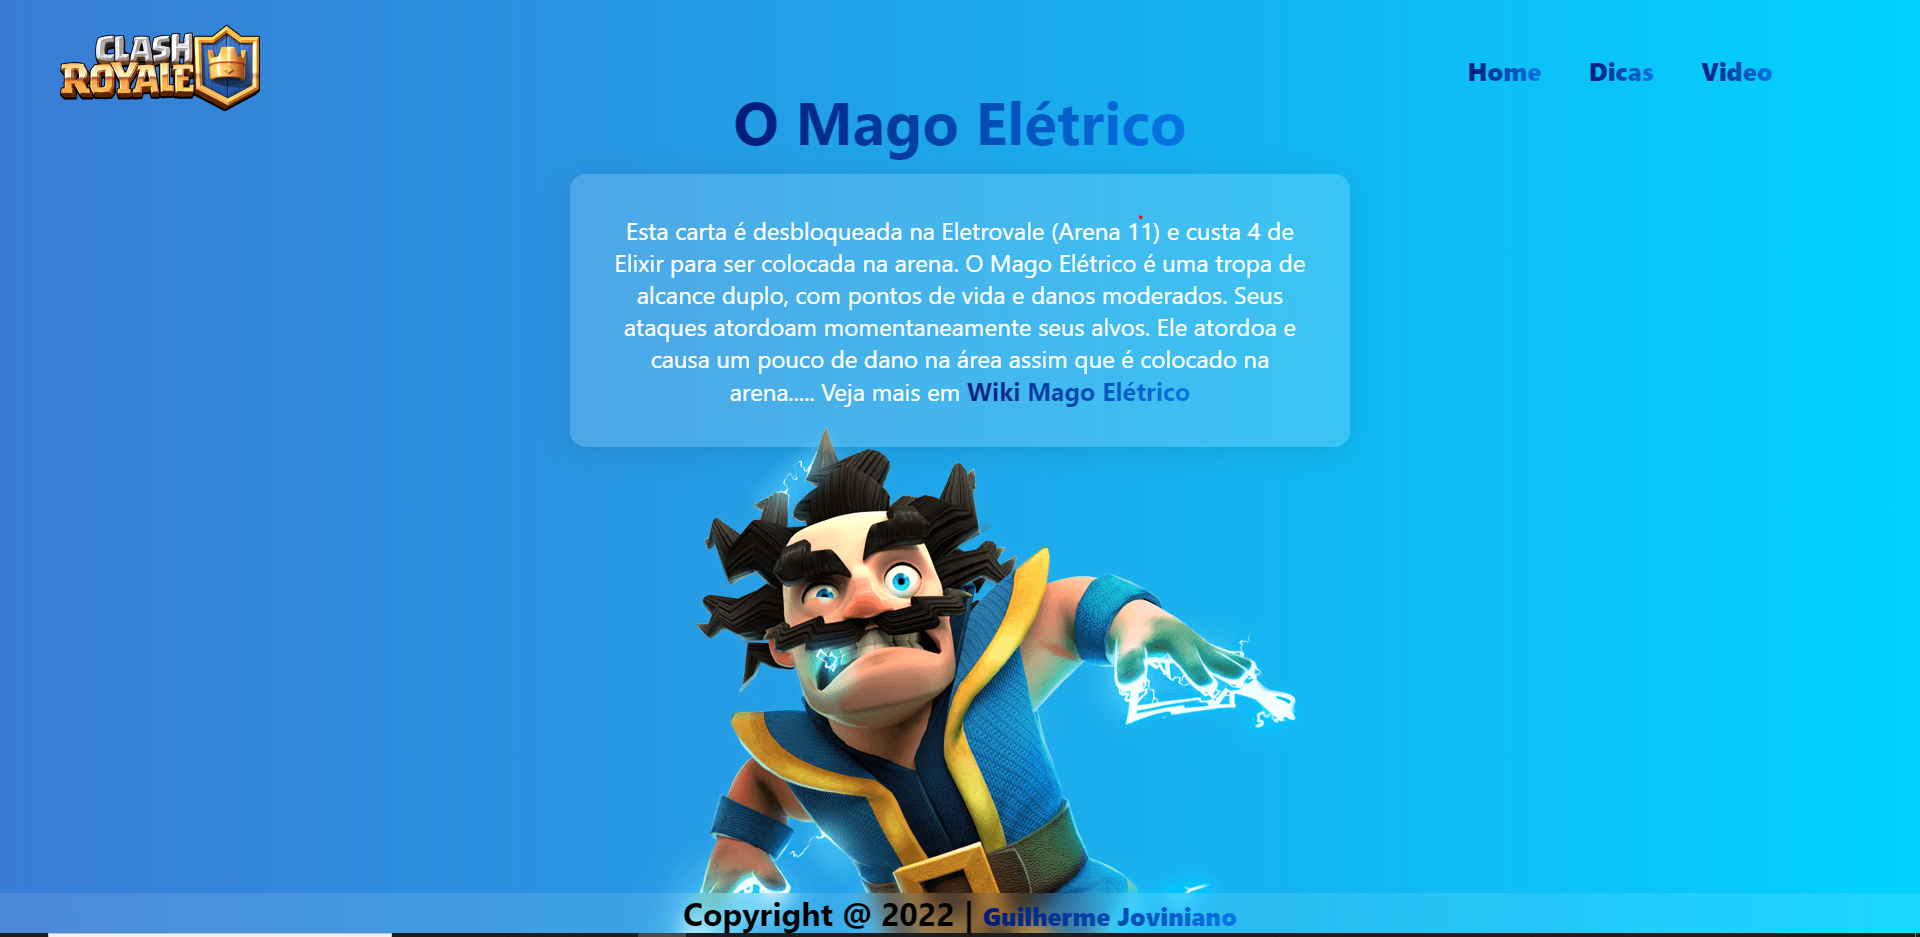 CLASH
ROYALE
Home Dicas Video
O Mago Elétrico
Esta carta é desbloqueada na Eletrovale (Arena 11) e custa 4 de
Elixir para ser colocada na arena. O Mago Elétrico é uma tropa de
alcance duplo, com pontos de vida e danos moderados. Seus
ataques atordoam momentaneamente seus alvos. Ele atordoa e
causa um pouco de dano na área assim que é colocado na
arena..... Veja mais em Wiki Mago Elétrico
Copyright @ 2022 | Guilherme Joviniano